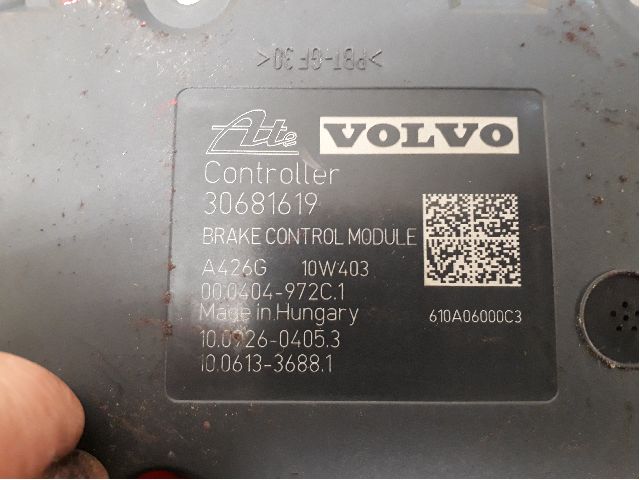 >PBT-GF30<
Ate VOLVO
Controller
30681619
BRAKE CONTROL MODULE
A426G 10W403
00.0404-972C.1
Made in Hungary 610A06000C3
10.0926-0405.3
10.0613-3688.1